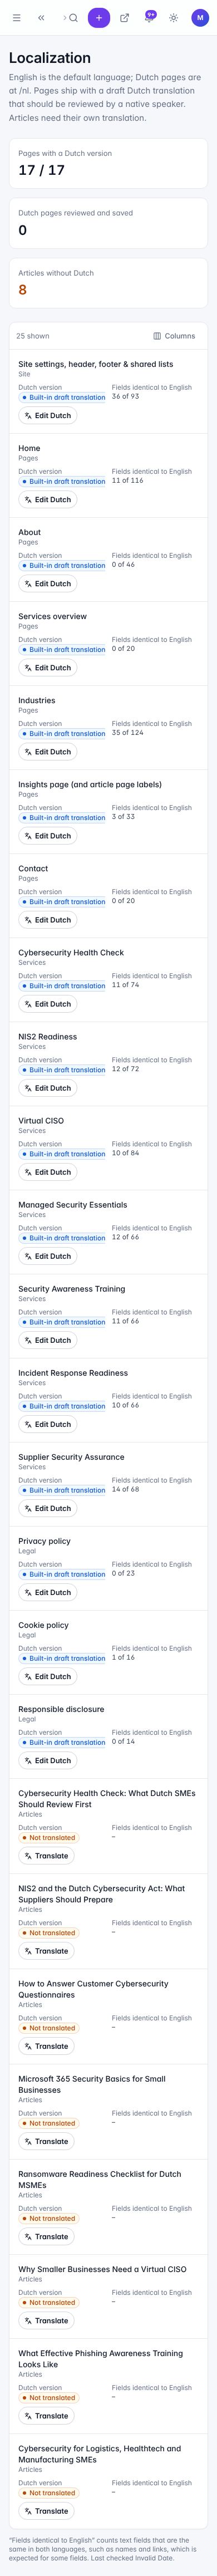 9+
M
Localization
English is the default language; Dutch pages are
at /nl. Pages ship with a draft Dutch translation
that should be reviewed by a native speaker.
Articles need their own translation.
Pages with a Dutch version
17 / 17
Dutch pages reviewed and saved
0
Articles without Dutch
8
25 shown
Columns
Site settings, header, footer & shared lists
Site
Dutch version Fields identical to English
Built-in draft translation 36 of 93
Edit Dutch
Home
Pages
Dutch version Fields identical to English
Built-in draft translation 11 of 116
Edit Dutch
About
Pages
Dutch version Fields identical to English
Built-in draft translation 0 of 46
Edit Dutch
Services overview
Pages
Dutch version Fields identical to English
Built-in draft translation 0 of 20
Edit Dutch
Industries
Pages
Dutch version Fields identical to English
Built-in draft translation 35 of 124
Edit Dutch
Insights page (and article page labels)
Pages
Dutch version Fields identical to English
Built-in draft translation 3 of 33
Edit Dutch
Contact
Pages
Dutch version Fields identical to English
Built-in draft translation 0 of 20
Edit Dutch
Cybersecurity Health Check
Services
Dutch version Fields identical to English
Built-in draft translation 11 of 74
Edit Dutch
NIS2 Readiness
Services
Dutch version Fields identical to English
Built-in draft translation 12 of 72
Edit Dutch
Virtual CISO
Services
Dutch version Fields identical to English
Built-in draft translation 10 of 84
Edit Dutch
Managed Security Essentials
Services
Dutch version Fields identical to English
Built-in draft translation 12 of 66
Edit Dutch
Security Awareness Training
Services
Dutch version Fields identical to English
Built-in draft translation 11 of 66
Edit Dutch
Incident Response Readiness
Services
Dutch version Fields identical to English
Built-in draft translation 10 of 66
Edit Dutch
Supplier Security Assurance
Services
Dutch version Fields identical to English
Built-in draft translation 14 of 68
Edit Dutch
Privacy policy
Legal
Dutch version Fields identical to English
Built-in draft translation 0 of 23
Edit Dutch
Cookie policy
Legal
Dutch version Fields identical to English
Built-in draft translation 1 of 16
Edit Dutch
Responsible disclosure
Legal
Dutch version Fields identical to English
Built-in draft translation 0 of 14
Edit Dutch
Cybersecurity Health Check: What Dutch SMEs
Should Review First
Articles
Dutch version Fields identical to English
Not translated –
Translate
NIS2 and the Dutch Cybersecurity Act: What
Suppliers Should Prepare
Articles
Dutch version Fields identical to English
Not translated –
Translate
How to Answer Customer Cybersecurity
Questionnaires
Articles
Dutch version Fields identical to English
Not translated –
Translate
Microsoft 365 Security Basics for Small
Businesses
Articles
Dutch version Fields identical to English
Not translated –
Translate
Ransomware Readiness Checklist for Dutch
MSMEs
Articles
Dutch version Fields identical to English
Not translated –
Translate
Why Smaller Businesses Need a Virtual CISO
Articles
Dutch version Fields identical to English
Not translated –
Translate
What Effective Phishing Awareness Training
Looks Like
Articles
Dutch version Fields identical to English
Not translated –
Translate
Cybersecurity for Logistics, Healthtech and
Manufacturing SMEs
Articles
Dutch version Fields identical to English
Not translated –
Translate
"Fields identical to English" counts text fields that are the
same in both languages, such as names and links, which is
expected for some fields. Last checked Invalid Date.